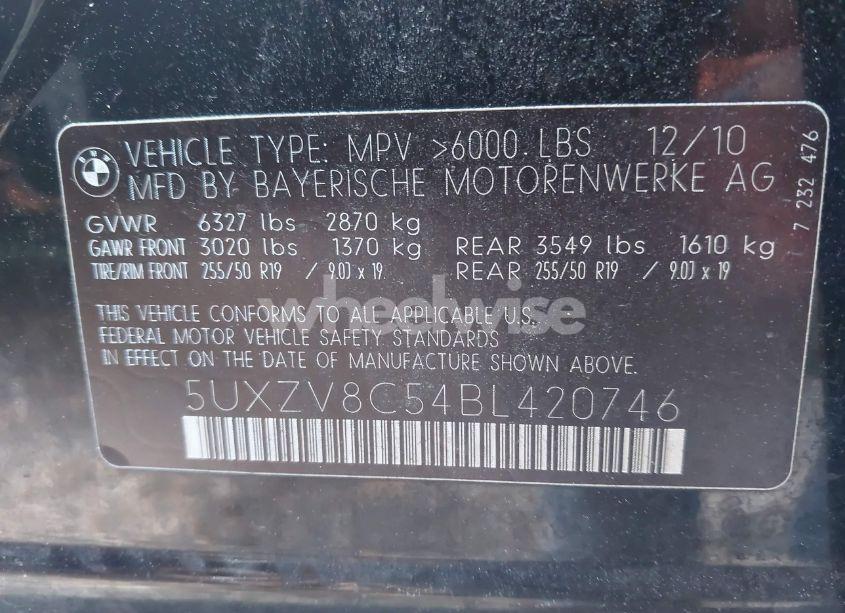 BMW
VEHICLE TYPE: MPV >6000.LBS 12/10
MFD BY BAYERISCHE MOTORENWERKE AG
GVWR 6327 lbs 2870 kg
GAWR FRONT 3020 lbs 1370 kg REAR 3549 lbs 1610 kg
TIRE/RIM FRONT 255/50 R19 / 9.0J x 19 REAR 255/50 R19 / 9.0J x 19
THIS VEHICLE CONFORMS TO ALL APPLICABLE U.S.
FEDERAL MOTOR VEHICLE SAFETY STANDARDS
IN EFFECT ON THE DATE OF MANUFACTURE SHOWN ABOVE.
5UXZV8C54BL420746
7 232 476
wheelwise